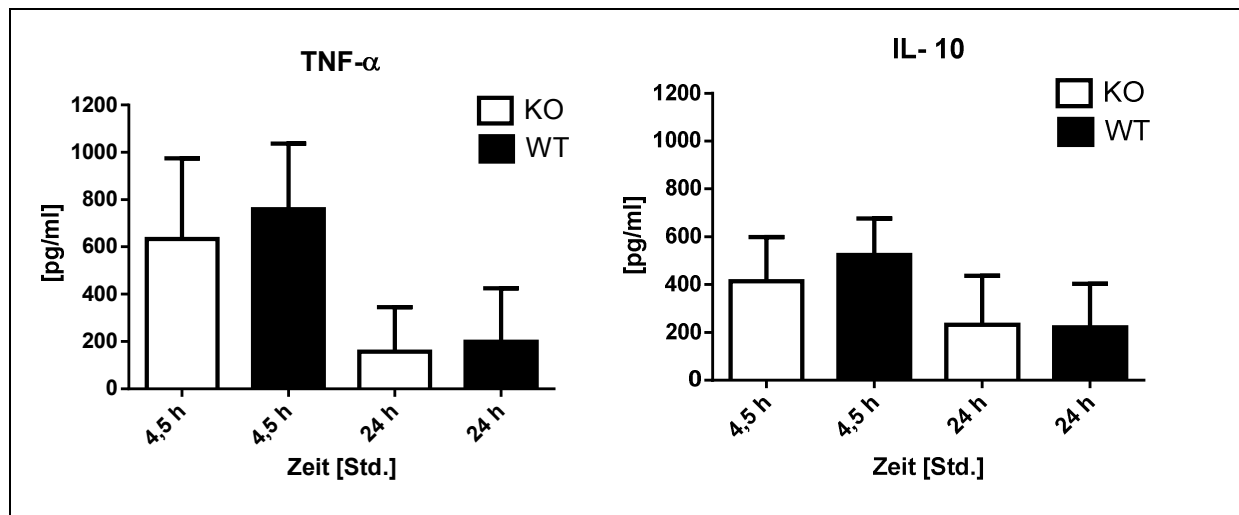 TNF-α
KO
WT
1200
1000
800
600
400
200
0
[pg/ml]
4,5 h
4,5 h
24 h
24 h
Zeit [Std.]
IL- 10
KO
WT
1200
1000
800
600
400
200
0
[pg/ml]
4,5 h
4,5 h
24 h
24 h
Zeit [Std.]